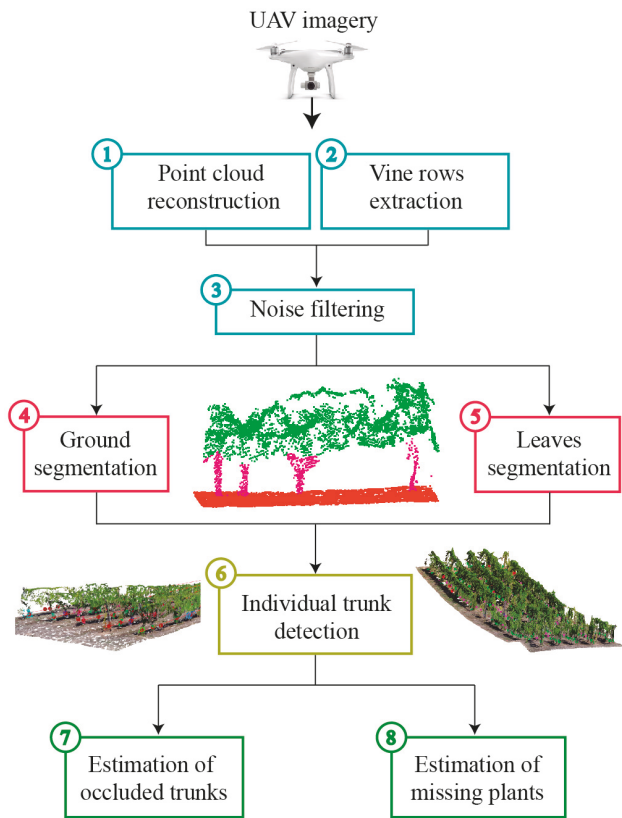 UAV imagery
1
Point cloud
reconstruction
2
Vine rows
extraction
3
Noise filtering
4
Ground
segmentation
5
Leaves
segmentation
6
Individual trunk
detection
7
Estimation of
occluded trunks
8
Estimation of
missing plants